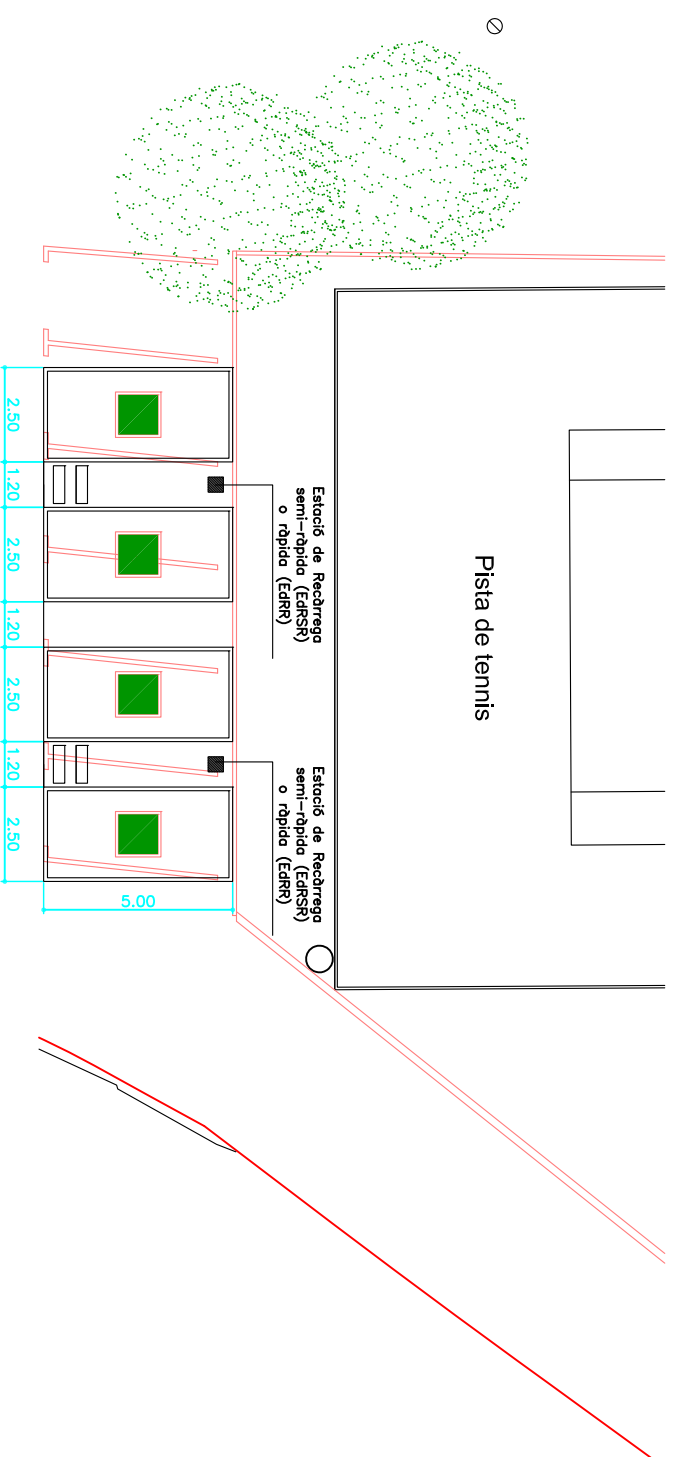 Pista de tennis
Estació de Recàrrega
semi-ràpida (EdRSR)
o ràpida (EdRR)
Estació de Recàrrega
semi-ràpida (EdRSR)
o ràpida (EdRR)
2.50
1.20
2.50
1.20
2.50
1.20
2.50
5.00